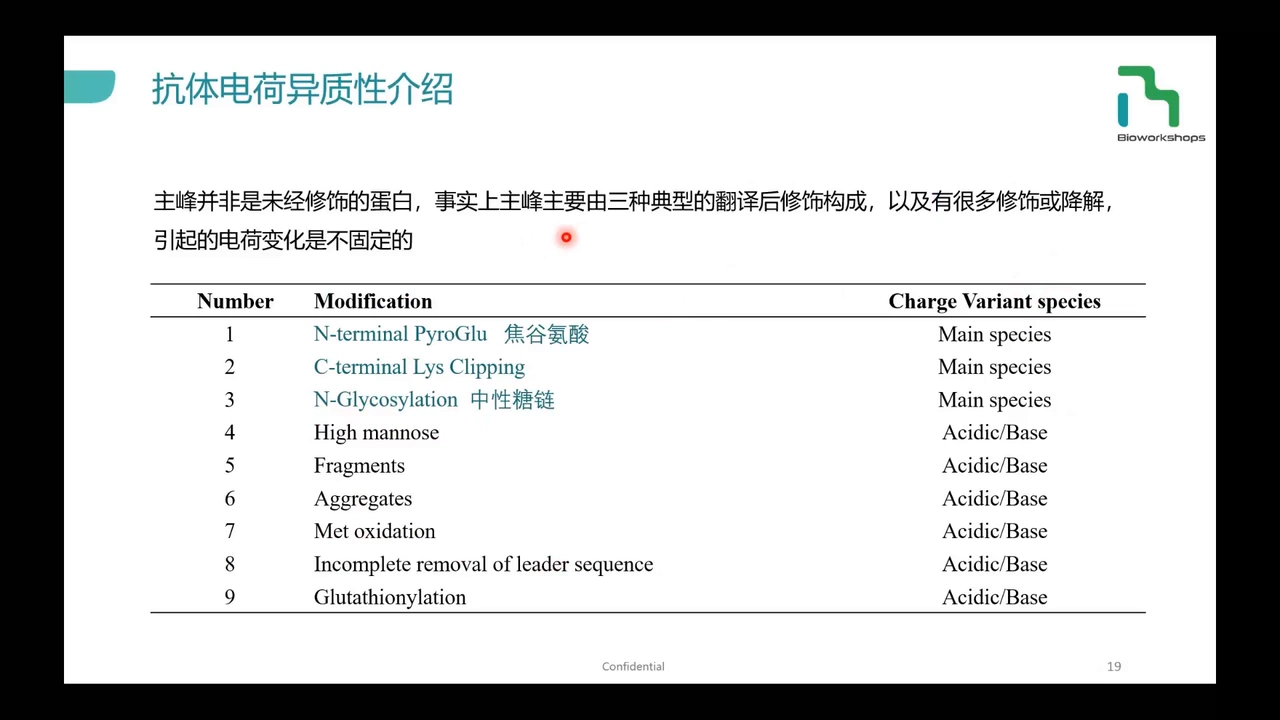 抗体电荷异质性介绍
Bioworkshops
主峰并非是未经修饰的蛋白，事实上主峰主要由三种典型的翻译后修饰构成，以及有很多修饰或降解，
引起的电荷变化是不固定的
Number Modification Charge Variant species
1 N-terminal PyroGlu 焦谷氨酸 Main species
2 C-terminal Lys Clipping Main species
3 N-Glycosylation 中性糖链 Main species
4 High mannose Acidic/Base
5 Fragments Acidic/Base
6 Aggregates Acidic/Base
7 Met oxidation Acidic/Base
8 Incomplete removal of leader sequence Acidic/Base
9 Glutathionylation Acidic/Base
Confidential 19